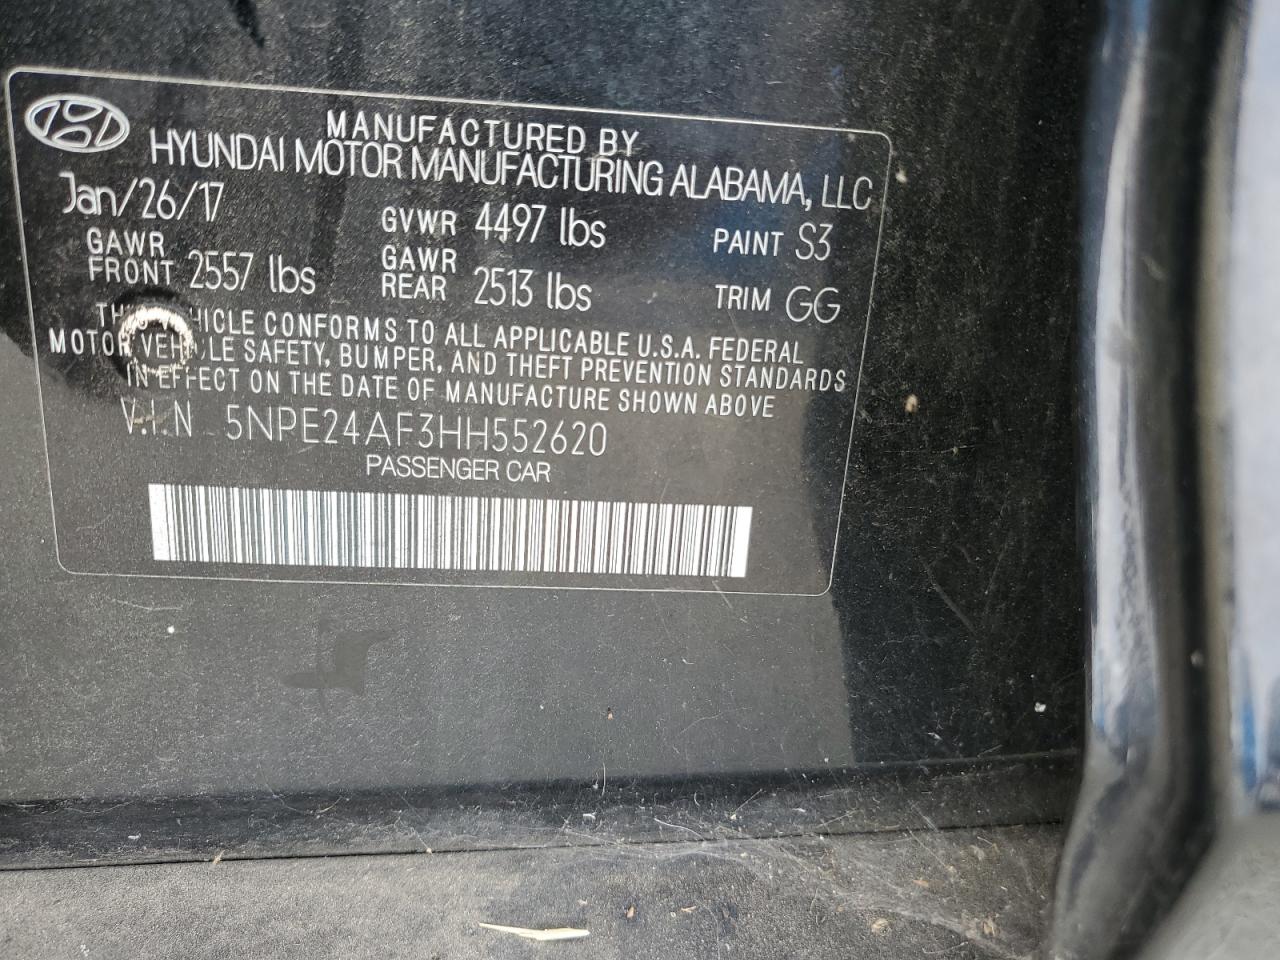 MANUFACTURED BY
HYUNDAI MOTOR MANUFACTURING ALABAMA, LLC
Jan/26/17 GVWR 4497 lbs PAINT S3
GAWR FRONT 2557 lbs GAWR REAR 2513 lbs TRIM GG
THIS VEHICLE CONFORMS TO ALL APPLICABLE U.S.A. FEDERAL
MOTOR VEHICLE SAFETY, BUMPER, AND THEFT PREVENTION STANDARDS
IN EFFECT ON THE DATE OF MANUFACTURE SHOWN ABOVE
V.I.N 5NPE24AF3HH552620
PASSENGER CAR